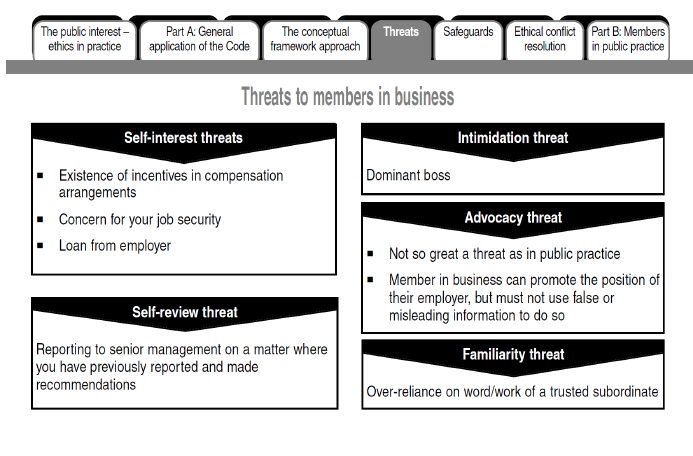 The public interest –
ethics in practice
Part A: General
application of the Code
The conceptual
framework approach
Threats
Safeguards
Ethical conflict
resolution
Part B: Members
in public practice
Threats to members in business
Self-interest threats
▪ Existence of incentives in compensation
arrangements
▪ Concern for your job security
▪ Loan from employer
Self-review threat
Reporting to senior management on a matter where
you have previously reported and made
recommendations
Intimidation threat
Dominant boss
Advocacy threat
▪ Not so great a threat as in public practice
▪ Member in business can promote the position of
their employer, but must not use false or
misleading information to do so
Familiarity threat
Over-reliance on word/work of a trusted subordinate